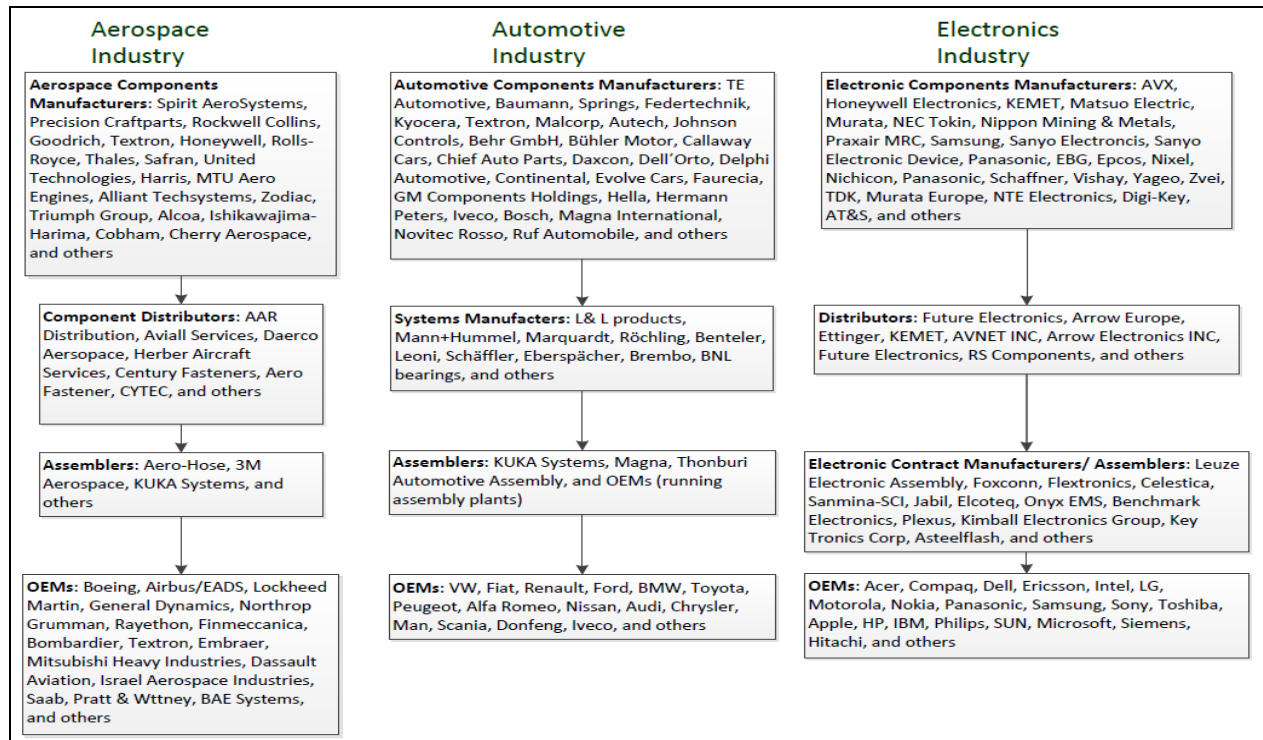 Aerospace
Industry
Aerospace Components
Manufacturers: Spirit AeroSystems,
Precision Craftparts, Rockwell Collins,
Goodrich, Textron, Honeywell, Rolls-
Royce, Thales, Safran, United
Technologies, Harris, MTU Aero
Engines, Alliant Techsystems, Zodiac,
Triumph Group, Alcoa, Ishikawajima-
Harima, Cobham, Cherry Aerospace,
and others
Component Distributors: AAR
Distribution, Aviall Services, Daerco
Aersopace, Herber Aircraft
Services, Century Fasteners, Aero
Fastener, CYTEC, and others
Assemblers: Aero-Hose, 3M
Aerospace, KUKA Systems, and
others
OEMs: Boeing, Airbus/EADS, Lockheed
Martin, General Dynamics, Northrop
Grumman, Rayethon, Finmeccanica,
Bombardier, Textron, Embraer,
Mitsubishi Heavy Industries, Dassault
Aviation, Israel Aerospace Industries,
Saab, Pratt & Wttney, BAE Systems,
and others
Automotive
Industry
Automotive Components Manufacturers: TE
Automotive, Baumann, Springs, Federtechnik,
Kyocera, Textron, Malcorp, Autech, Johnson
Controls, Behr GmbH, Bühler Motor, Callaway
Cars, Chief Auto Parts, Daxcon, Dell´Orto, Delphi
Automotive, Continental, Evolve Cars, Faurecia,
GM Components Holdings, Hella, Hermann
Peters, Iveco, Bosch, Magna International,
Novitec Rosso, Ruf Automobile, and others
Systems Manufacters: L& L products,
Mann+Hummel, Marquardt, Röchling, Benteler,
Leoni, Schäffler, Eberspächer, Brembo, BNL
bearings, and others
Assemblers: KUKA Systems, Magna, Thonburi
Automotive Assembly, and OEMs (running
assembly plants)
OEMs: VW, Fiat, Renault, Ford, BMW, Toyota,
Peugeot, Alfa Romeo, Nissan, Audi, Chrysler,
Man, Scania, Donfeng, Iveco, and others
Electronics
Industry
Electronic Components Manufacturers: AVX,
Honeywell Electronics, KEMET, Matsuo Electric,
Murata, NEC Tokin, Nippon Mining & Metals,
Praxair MRC, Samsung, Sanyo Electroncis, Sanyo
Electronic Device, Panasonic, EBG, Epcos, Nixel,
Nichicon, Panasonic, Schaffner, Vishay, Yageo, Zvei,
TDK, Murata Europe, NTE Electronics, Digi-Key,
AT&S, and others
Distributors: Future Electronics, Arrow Europe,
Ettinger, KEMET, AVNET INC, Arrow Electronics INC,
Future Electronics, RS Components, and others
Electronic Contract Manufacturers/ Assemblers: Leuze
Electronic Assembly, Foxconn, Flextronics, Celestica,
Sanmina-SCI, Jabil, Elcoteq, Onyx EMS, Benchmark
Electronics, Plexus, Kimball Electronics Group, Key
Tronics Corp, Asteelflash, and others
OEMs: Acer, Compaq, Dell, Ericsson, Intel, LG,
Motorola, Nokia, Panasonic, Samsung, Sony, Toshiba,
Apple, HP, IBM, Philips, SUN, Microsoft, Siemens,
Hitachi, and others